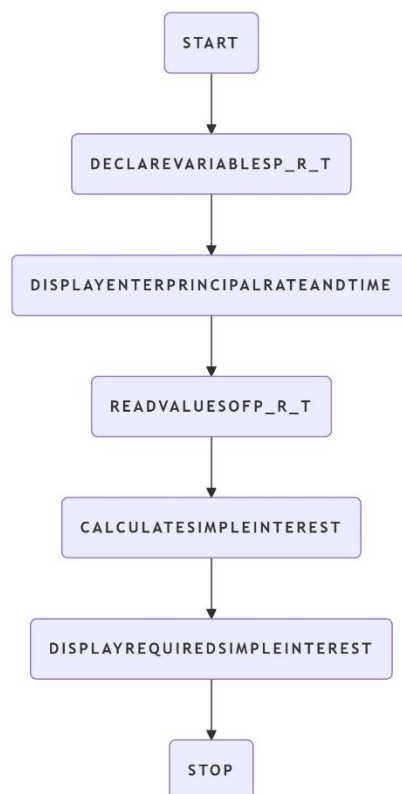 START
DECLAREVARIABLESP_R_T
DISPLAYENTERPRINCIPALRATEANDTIME
READVALUESOFP_R_T
CALCULATESIMPLEINTEREST
DISPLAYREQUIREDSIMPLEINTEREST
STOP